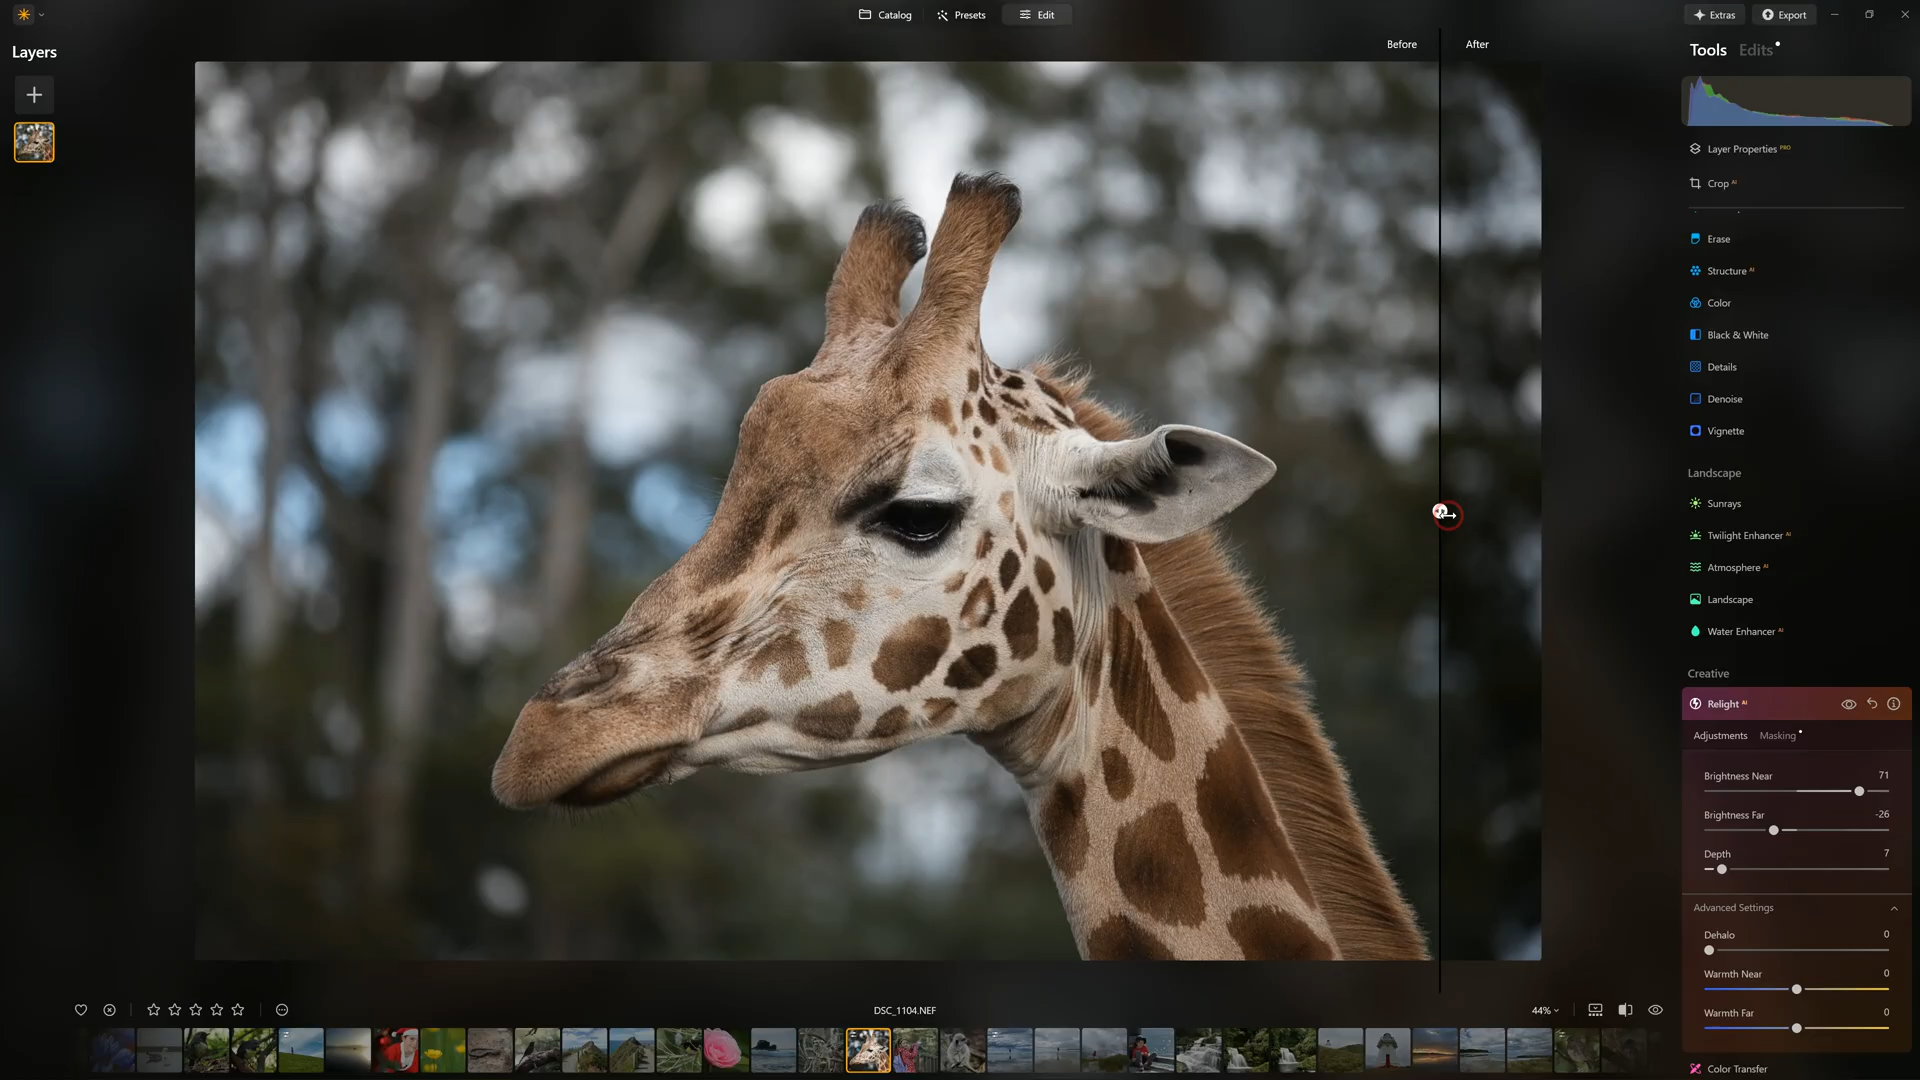 Catalog
Presets
Edit
Extras
Export
Layers
Before
After
Tools
Edits
Layer Properties PRO
Crop AI
Erase
Structure AI
Color
Black & White
Details
Denoise
Vignette
Landscape
Sunrays
Twilight Enhancer AI
Atmosphere AI
Landscape
Water Enhancer AI
Creative
Relight AI
Adjustments
Masking
Brightness Near 71
Brightness Far -26
Depth 7
Advanced Settings
Dehalo 0
Warmth Near 0
Warmth Far 0
Color Transfer
DSC_1104.NEF
44%